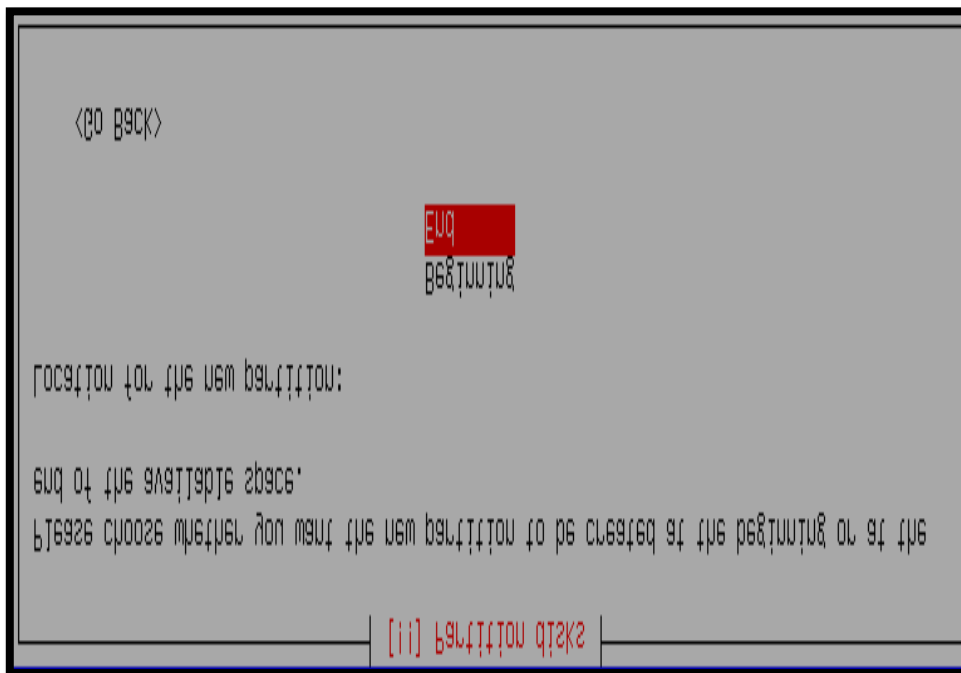 [!!] Partition disks
Please choose whether you want the new partition to be created at the beginning or at the
end of the available space.
Location for the new partition:
Beginning
End
<Go Back>